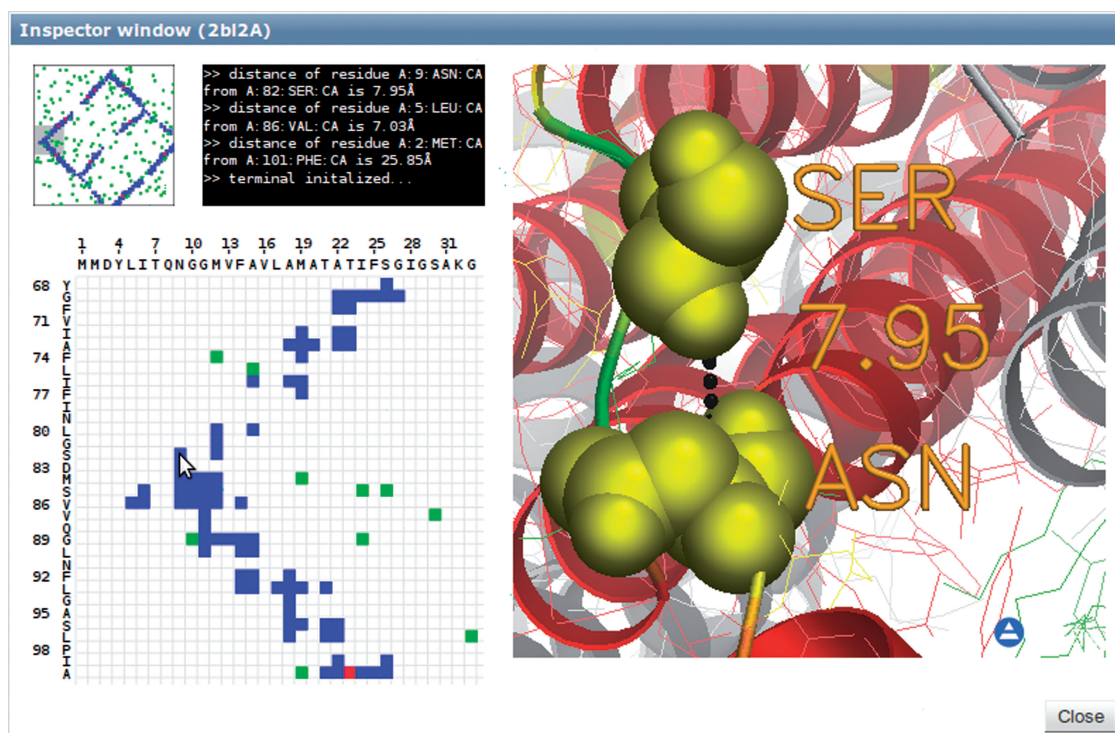 Inspector window (2bl2A)
>> distance of residue A:9:ASN:CA
from A:82:SER:CA is 7.95Å
>> distance of residue A:5:LEU:CA
from A:86:VAL:CA is 7.03Å
>> distance of residue A:2:MET:CA
from A:101:PHE:CA is 25.85Å
>> terminal initalized...
1 4 7 10 13 16 19 22 25 28 31
MMDYLITQNGGMVFAVLAMATATIFSGIGSAKG
68 Y
G
F
71 V
I
A
74 F
L
I
77 F
I
N
80 L
G
S
83 D
M
S
86 V
V
Q
89 G
L
N
92 F
L
G
95 A
S
L
98 P
I
A
SER
7.95
ASN
Close